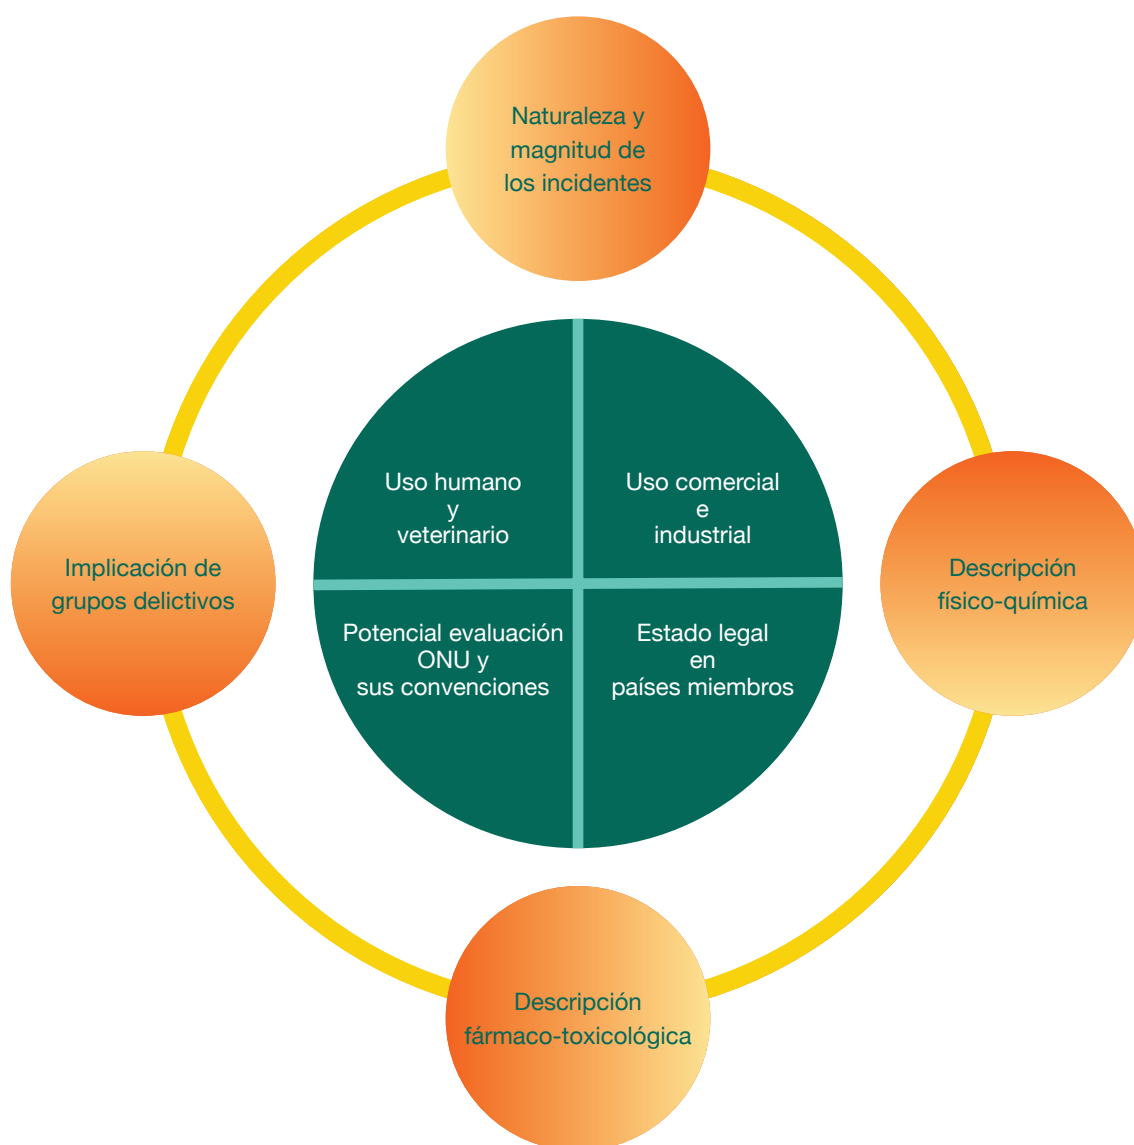 Naturaleza y
magnitud de
los incidentes
Uso humano
y
veterinario
Uso comercial
e
industrial
Implicación de
grupos delictivos
Descripción
físico-química
Potencial evaluación
ONU y
sus convenciones
Estado legal
en
países miembros
Descripción
fármaco-toxicológica